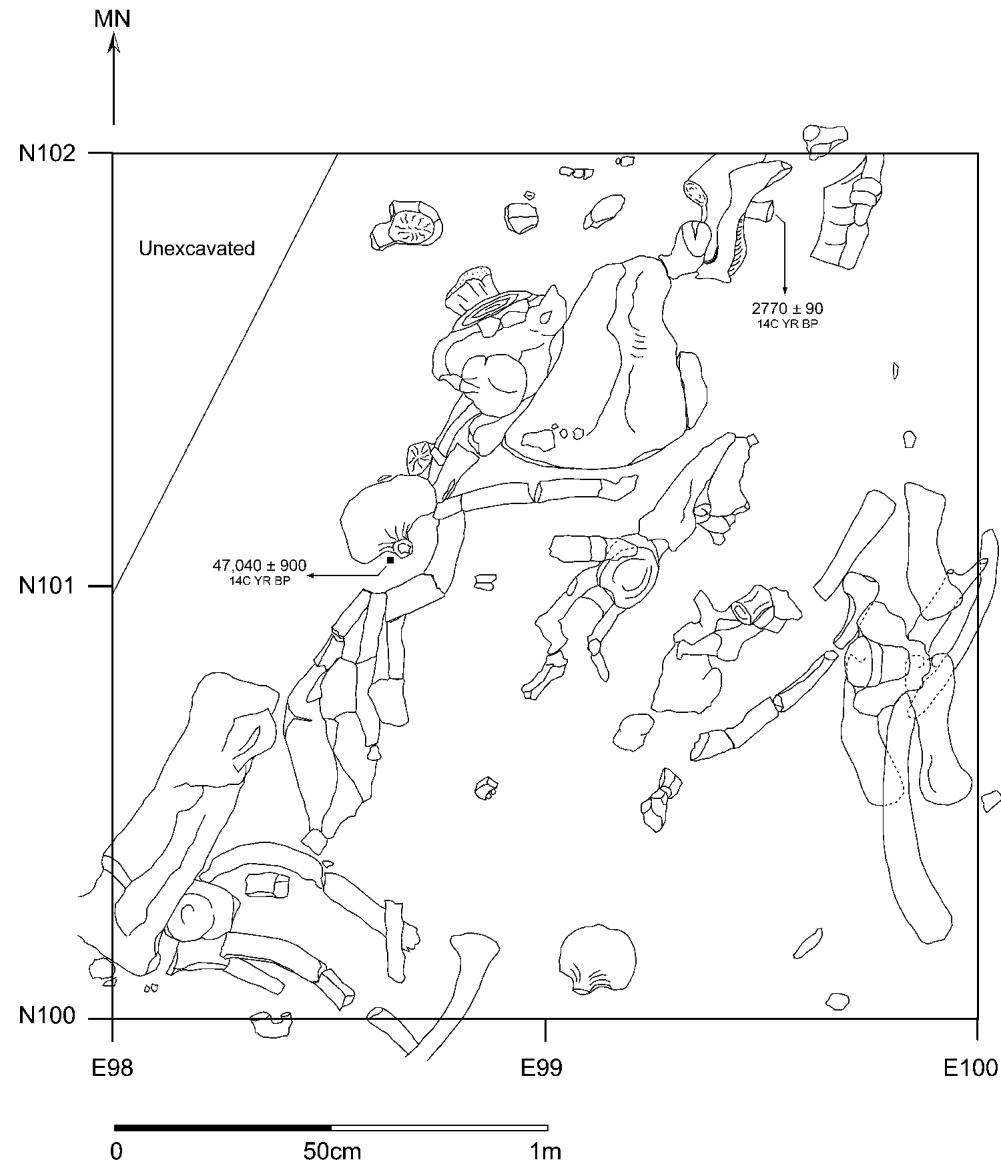 MN
N102
Unexcavated
2770 ± 90
14C YR BP
47,040 ± 900
14C YR BP
N101
N100
E98
E99
E100
0
50cm
1m